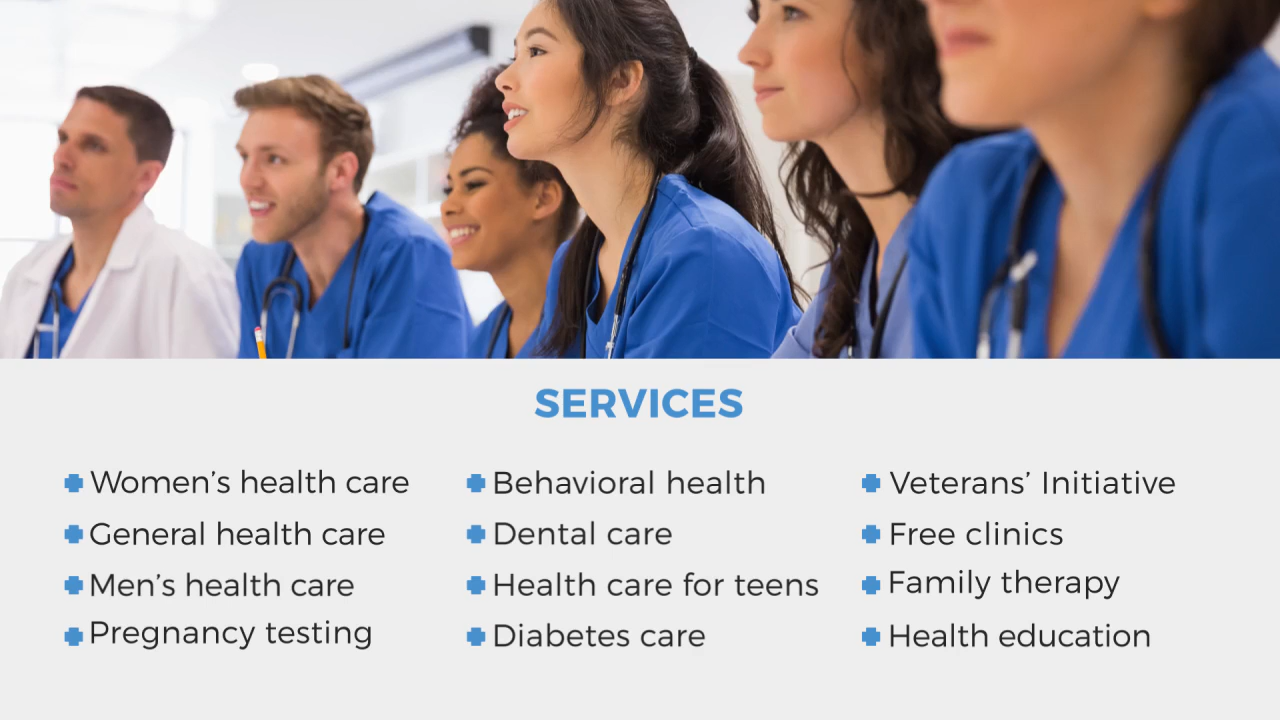 SERVICES
Women’s health care
General health care
Men’s health care
Pregnancy testing
Behavioral health
Dental care
Health care for teens
Diabetes care
Veterans’ Initiative
Free clinics
Family therapy
Health education